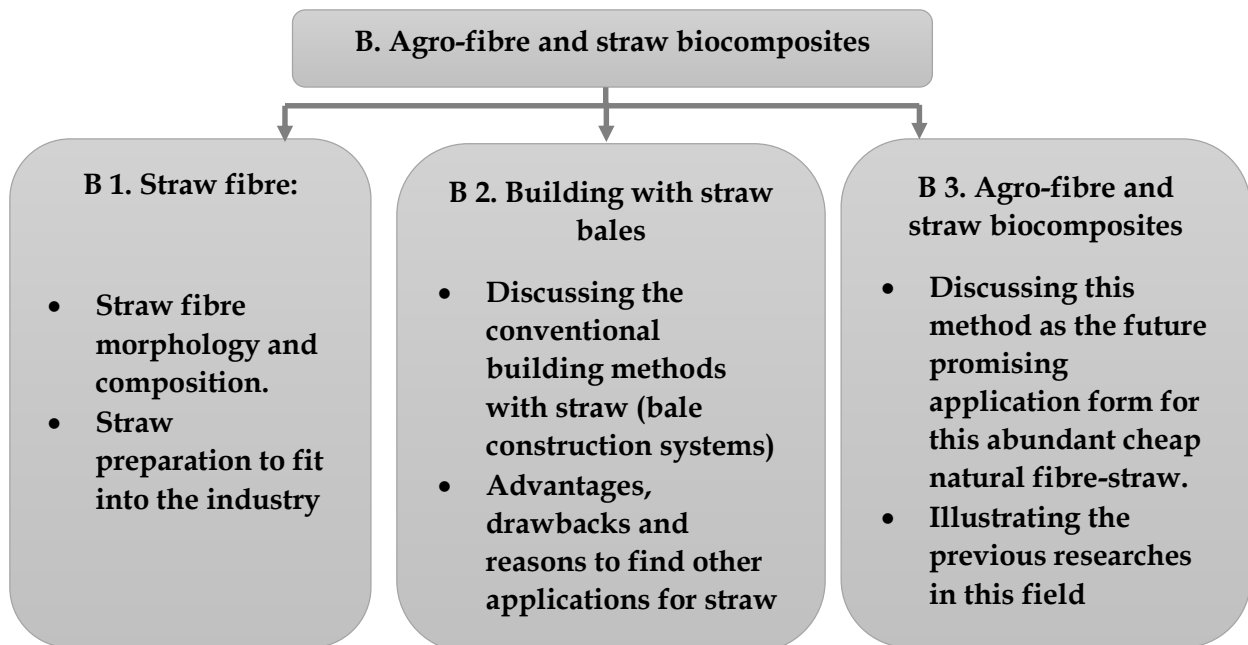 B. Agro-fibre and straw biocomposites
B 1. Straw fibre:
• Straw fibre
morphology and
composition.
• Straw
preparation to fit
into the industry
B 2. Building with straw
bales
• Discussing the
conventional
building methods
with straw (bale
construction systems)
• Advantages,
drawbacks and
reasons to find other
applications for straw
B 3. Agro-fibre and
straw biocomposites
• Discussing this
method as the future
promising
application form for
this abundant cheap
natural fibre-straw.
• Illustrating the
previous researches
in this field